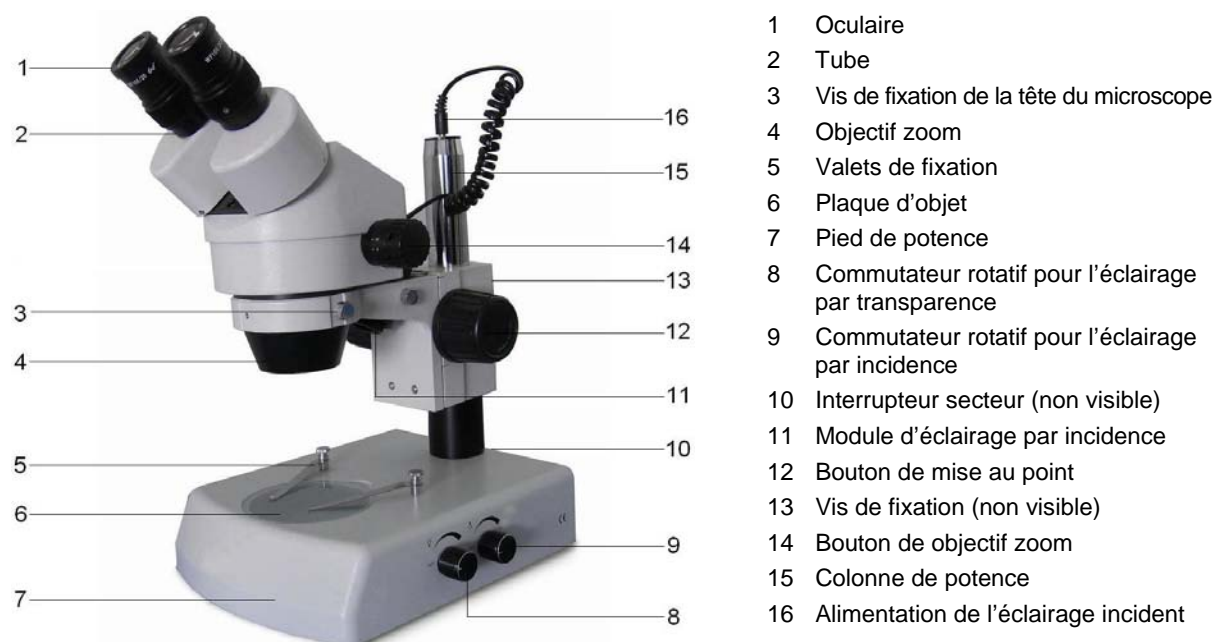 1 Oculaire
2 Tube
3 Vis de fixation de la tête du microscope
4 Objectif zoom
5 Valets de fixation
6 Plaque d’objet
7 Pied de potence
8 Commutateur rotatif pour l’éclairage
par transparence
9 Commutateur rotatif pour l’éclairage
par incidence
10 Interrupteur secteur (non visible)
11 Module d’éclairage par incidence
12 Bouton de mise au point
13 Vis de fixation (non visible)
14 Bouton de objectif zoom
15 Colonne de potence
16 Alimentation de l’éclairage incident
1
2
3
4
5
6
7
16
15
14
13
12
11
10
9
8
CE